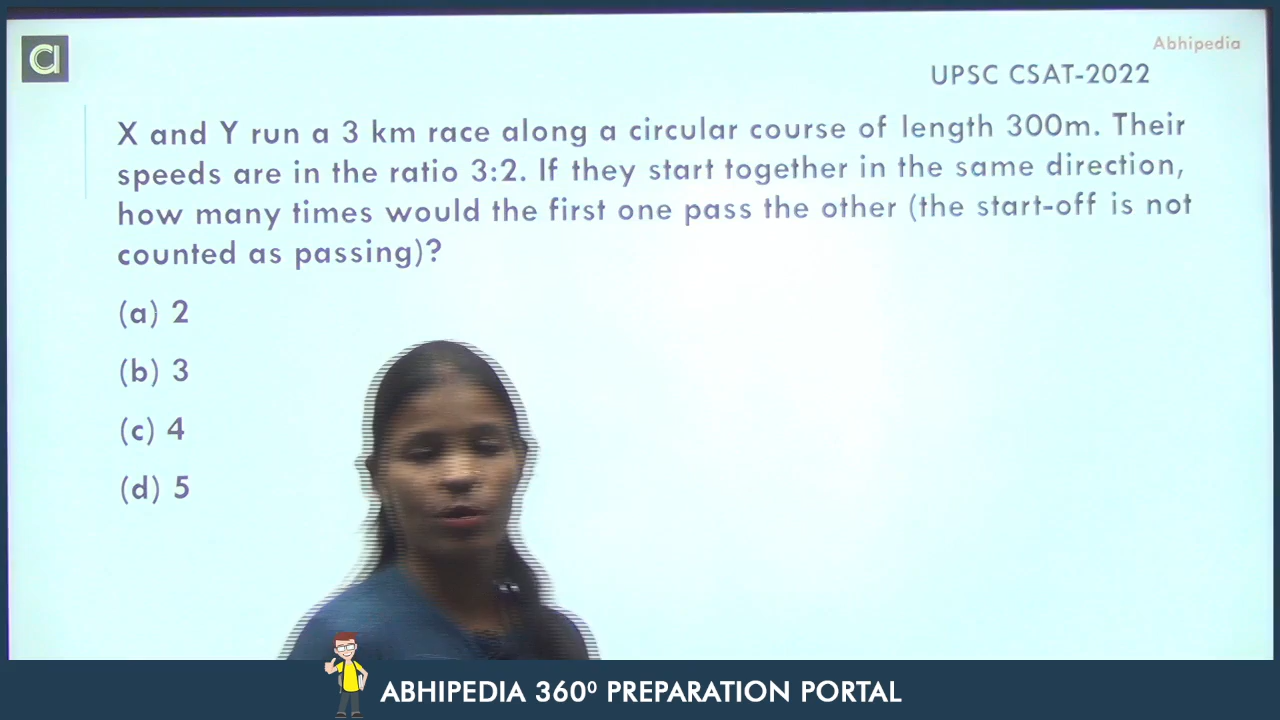 Abhipedia
UPSC CSAT-2022
X and Y run a 3 km race along a circular course of length 300m. Their
speeds are in the ratio 3:2. If they start together in the same direction,
how many times would the first one pass the other (the start-off is not
counted as passing)?
(a) 2
(b) 3
(c) 4
(d) 5
ABHIPEDIA 360⁰ PREPARATION PORTAL